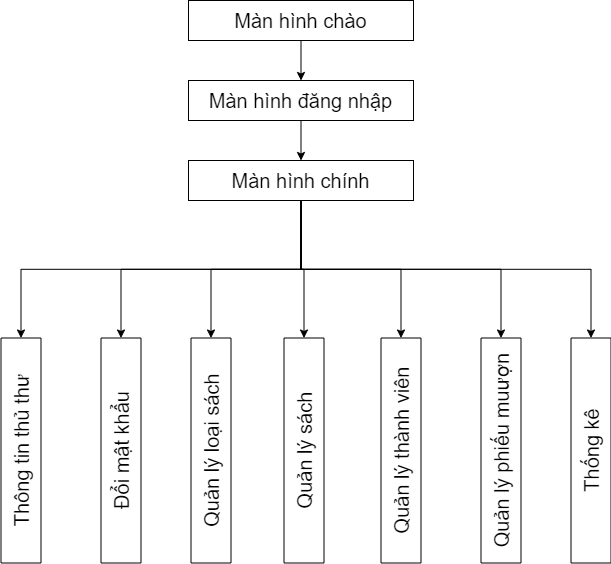 Màn hình chào
Màn hình đăng nhập
Màn hình chính
Thông tin thủ thư
Đổi mật khẩu
Quản lý loại sách
Quản lý sách
Quản lý thành viên
Quản lý phiếu muượn
Thống kê